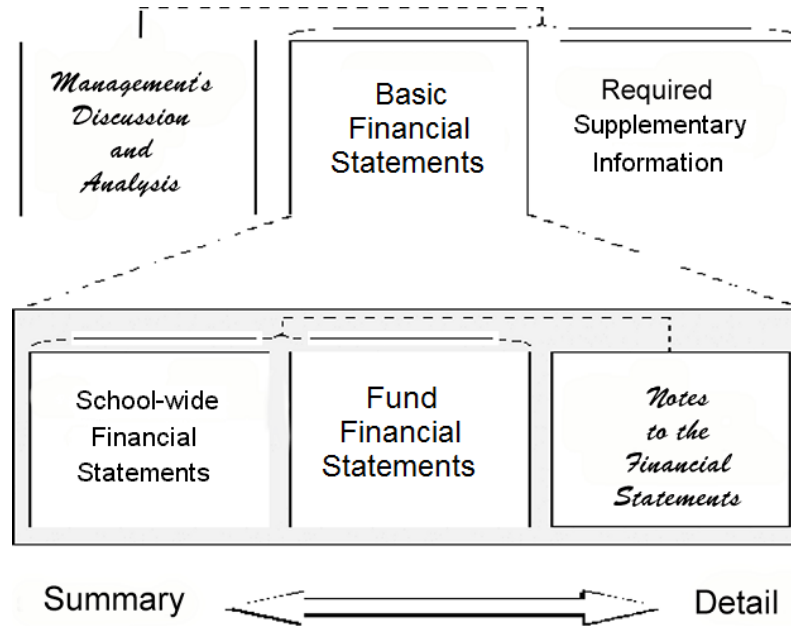 Management's
Discussion
and
Analysis
Basic
Financial
Statements
Required
Supplementary
Information
School-wide
Financial
Statements
Fund
Financial
Statements
Notes
to the
Financial
Statements
Summary
Detail